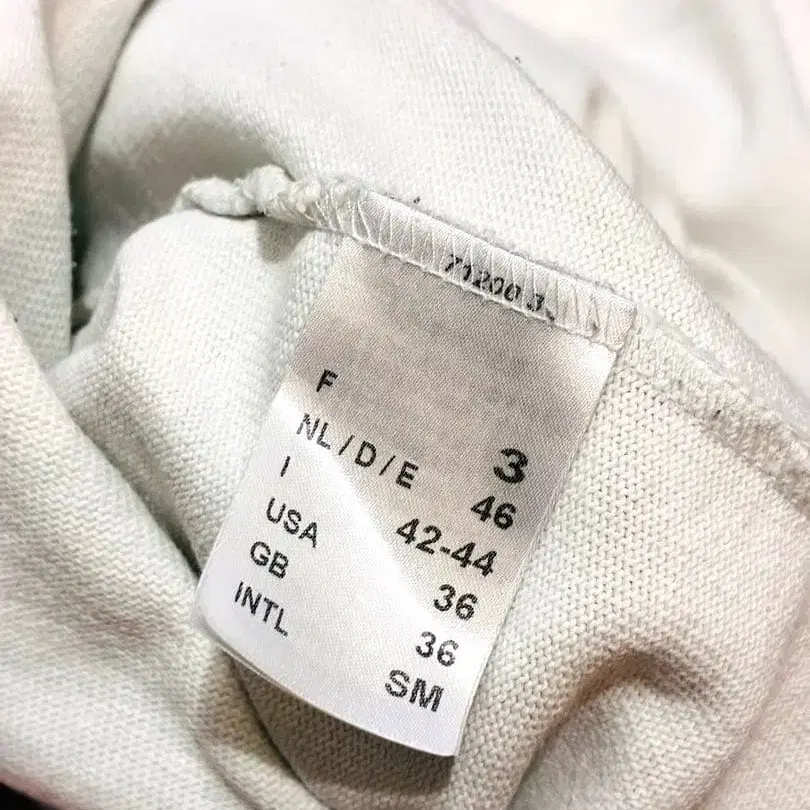 71200 3
F 3
NL/D/E 46
I 42-44
USA 36
GB 36
INTL SM